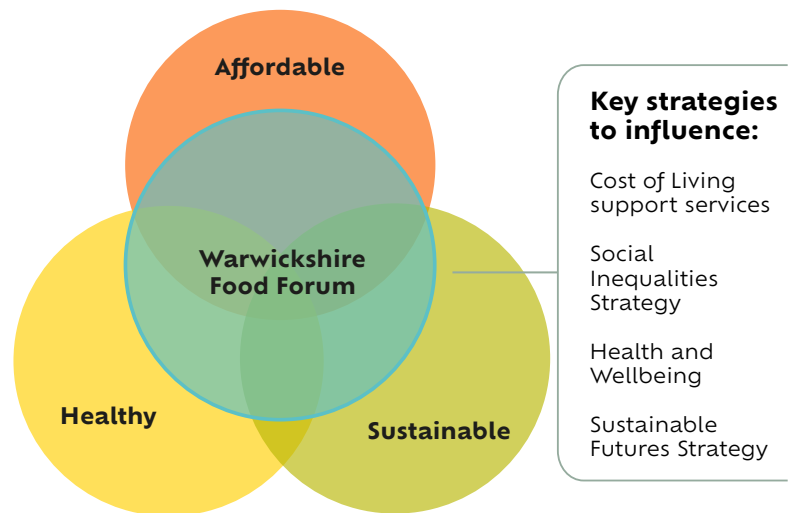 Affordable
Warwickshire
Food Forum
Healthy
Sustainable
Key strategies
to influence:
Cost of Living
support services
Social
Inequalities
Strategy
Health and
Wellbeing
Sustainable
Futures Strategy